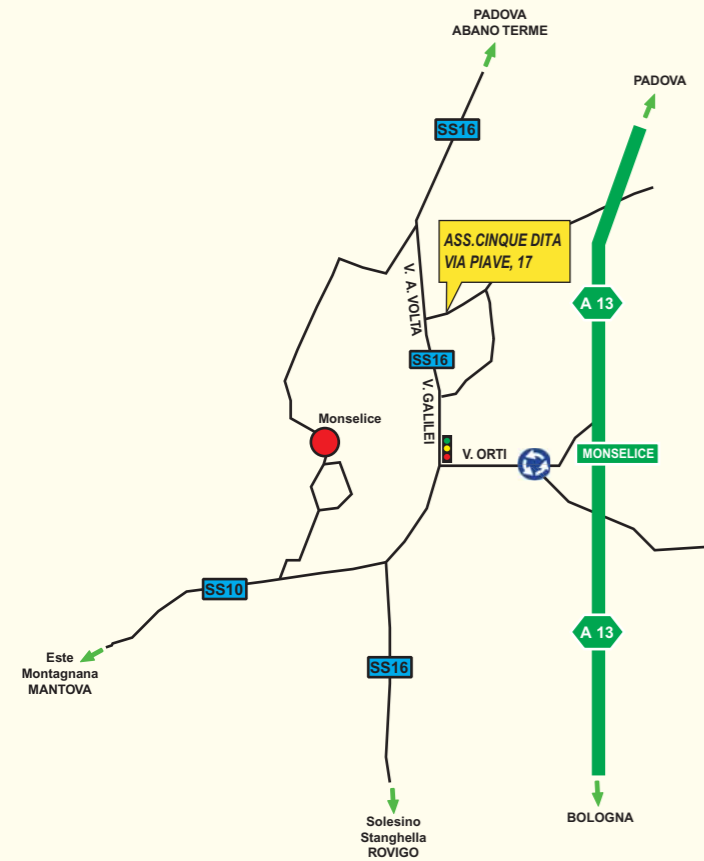 PADOVA
ABANO TERME
PADOVA
SS16
ASS.CINQUE DITA
VIA PIAVE, 17
V. A. VOLTA
A 13
SS16
V. GALILEI
Monselice
V. ORTI
MONSELICE
SS10
A 13
Este
Montagnana
MANTOVA
SS16
Solesino
Stanghella
ROVIGO
BOLOGNA